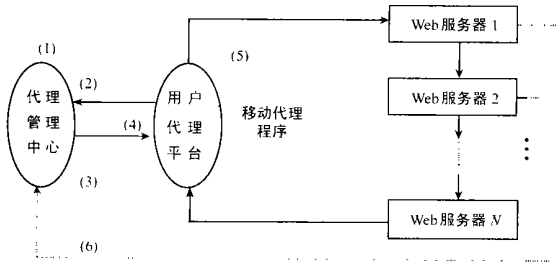 (1)
代理
管理
中心
(2)
(4)
(3)
(6)
用户
代理
平台
(5)
移动代理
程序
Web服务器 1
Web服务器 2
Web服务器 N